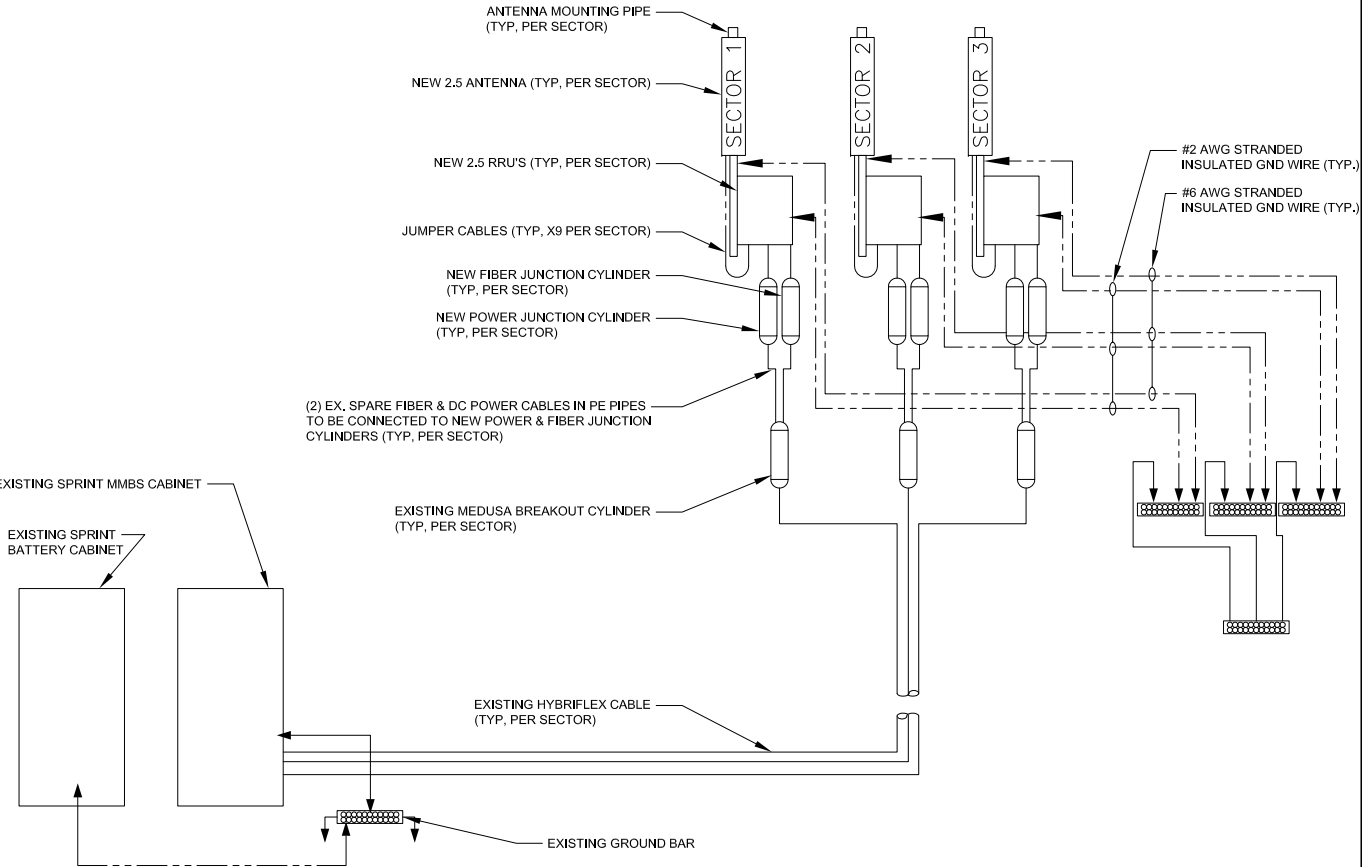 ANTENNA MOUNTING PIPE
(TYP, PER SECTOR)
SECTOR 1
SECTOR 2
SECTOR 3
NEW 2.5 ANTENNA (TYP, PER SECTOR)
NEW 2.5 RRU'S (TYP, PER SECTOR)
#2 AWG STRANDED
INSULATED GND WIRE (TYP.)
#6 AWG STRANDED
INSULATED GND WIRE (TYP.)
JUMPER CABLES (TYP, X9 PER SECTOR)
NEW FIBER JUNCTION CYLINDER
(TYP, PER SECTOR)
NEW POWER JUNCTION CYLINDER
(TYP, PER SECTOR)
(2) EX. SPARE FIBER & DC POWER CABLES IN PE PIPES
TO BE CONNECTED TO NEW POWER & FIBER JUNCTION
CYLINDERS (TYP, PER SECTOR)
EXISTING SPRINT MMBS CABINET
EXISTING MEDUSA BREAKOUT CYLINDER
(TYP, PER SECTOR)
EXISTING SPRINT
BATTERY CABINET
EXISTING HYBRIFLEX CABLE
(TYP, PER SECTOR)
EXISTING GROUND BAR